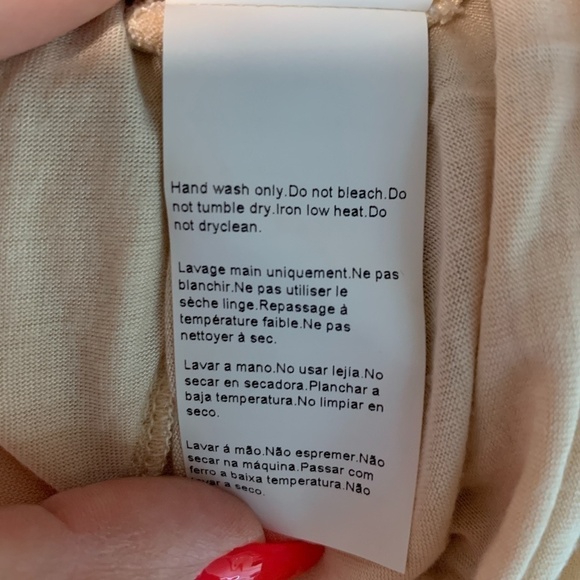 Hand wash only.Do not bleach.Do
not tumble dry.Iron low heat.Do
not dryclean.
Lavage main uniquement.Ne pas
blanchir.Ne pas utiliser le
sèche linge.Repassage à
température faible.Ne pas
nettoyer à sec.
Lavar a mano.No usar lejía.No
secar en secadora.Planchar a
baja temperatura.No limpiar en
seco.
Lavar á mão.Não espremer.Não
secar na máquina.Passar com
ferro.a baixa temperatura.Não
a seco.